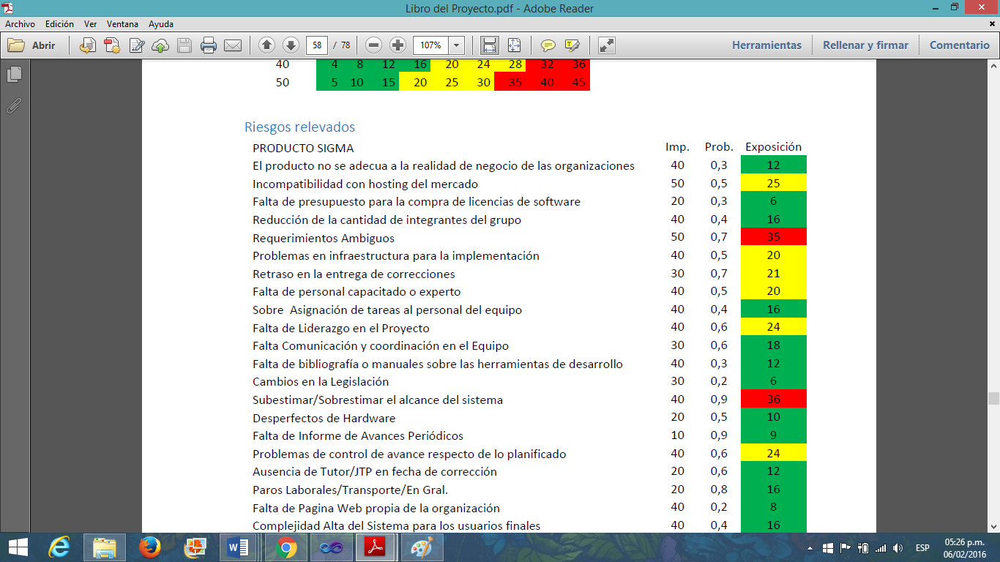 Libro del Proyecto.pdf - Adobe Reader
Archivo Edición Ver Ventana Ayuda
Abrir 58 / 78 107% Herramientas Rellenar y firmar Comentario
40 4 8 12 16 20 24 28 32 36
50 5 10 15 20 25 30 35 40 45
Riesgos relevados
PRODUCTO SIGMA Imp. Prob. Exposición
El producto no se adecua a la realidad de negocio de las organizaciones 40 0,3 12
Incompatibilidad con hosting del mercado 50 0,5 25
Falta de presupuesto para la compra de licencias de software 20 0,3 6
Reducción de la cantidad de integrantes del grupo 40 0,4 16
Requerimientos Ambiguos 50 0,7 35
Problemas en infraestructura para la implementación 40 0,5 20
Retraso en la entrega de correcciones 30 0,7 21
Falta de personal capacitado o experto 40 0,5 20
Sobre Asignación de tareas al personal del equipo 40 0,4 16
Falta de Liderazgo en el Proyecto 40 0,6 24
Falta Comunicación y coordinación en el Equipo 30 0,6 18
Falta de bibliografía o manuales sobre las herramientas de desarrollo 40 0,3 12
Cambios en la Legislación 30 0,2 6
Subestimar/Sobrestimar el alcance del sistema 40 0,9 36
Desperfectos de Hardware 20 0,5 10
Falta de Informe de Avances Periódicos 10 0,9 9
Problemas de control de avance respecto de lo planificado 40 0,6 24
Ausencia de Tutor/JTP en fecha de corrección 20 0,6 12
Paros Laborales/Transporte/En Gral. 20 0,8 16
Falta de Pagina Web propia de la organización 40 0,2 8
Complejidad Alta del Sistema para los usuarios finales 40 0,4 16
ESP 05:26 p.m.
06/02/2016